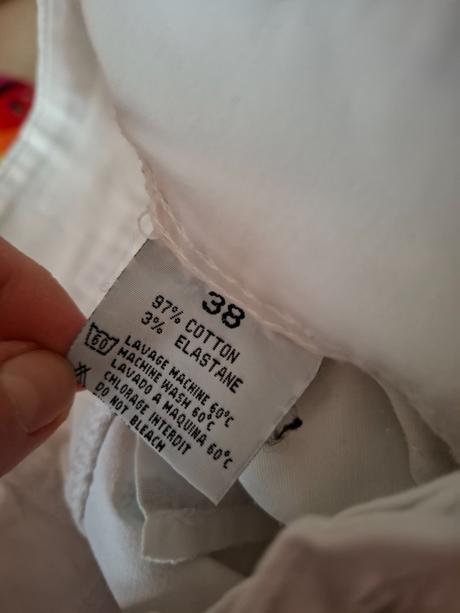 38
97% COTTON
3% ELASTANE
60
LAVAGE MACHINE 60°C
MACHINE WASH 60°C
LAVADO A MAQUINA 60°C
CHLORAGE INTERDIT
DO NOT BLEACH